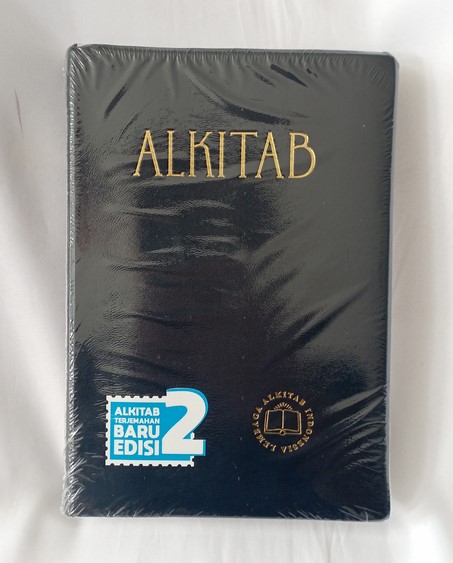 ALKITAB
ALKITAB
TERJEMAHAN
BARU
EDISI
2
LEMBAGA ALKITAB INDONESIA